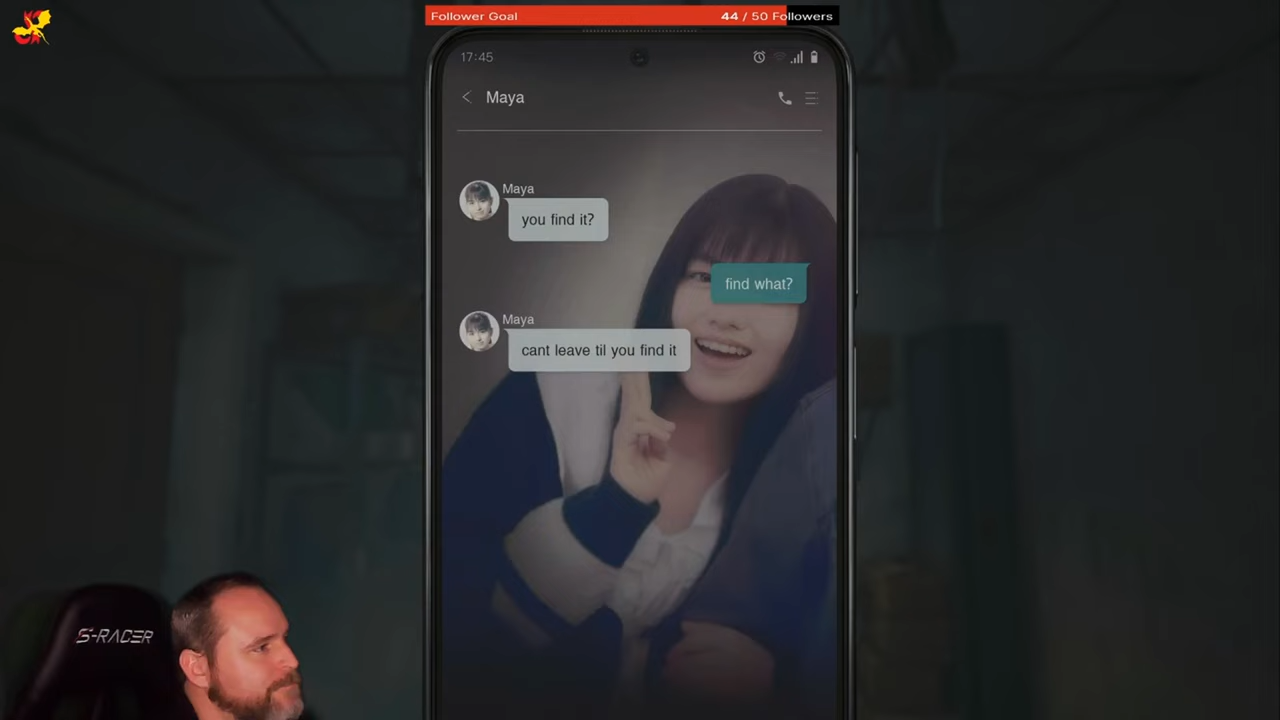 Follower Goal 44 / 50 Followers
17:45
Maya
Maya
you find it?
find what?
Maya
cant leave til you find it
S-RACER